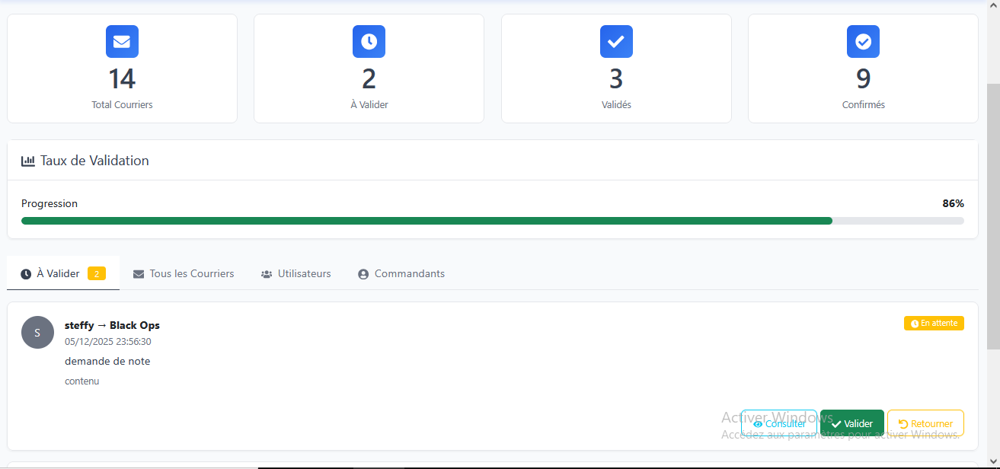 14
Total Courriers
2
À Valider
3
Validés
9
Confirmés
Taux de Validation
Progression 86%
À Valider 2 Tous les Courriers Utilisateurs Commandants
S
steffy → Black Ops
En attente
05/12/2025 23:56:30
demande de note
contenu
Consulter Valider Retourner
Activer Windows
Accédez aux paramètres pour activer Windows.